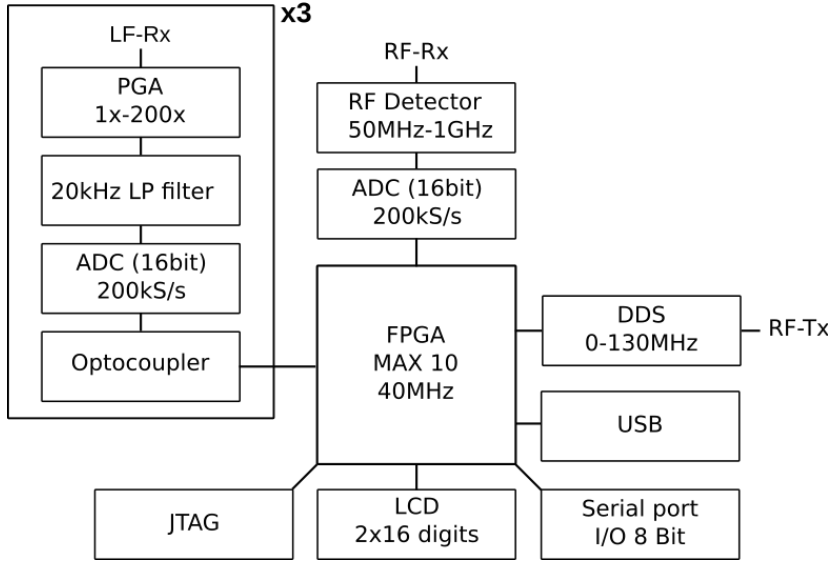 x3
LF-Rx
PGA
1x-200x
20kHz LP filter
ADC (16bit)
200kS/s
Optocoupler
RF-Rx
RF Detector
50MHz-1GHz
ADC (16bit)
200kS/s
FPGA
MAX 10
40MHz
DDS
0-130MHz
RF-Tx
USB
JTAG
LCD
2x16 digits
Serial port
I/O 8 Bit